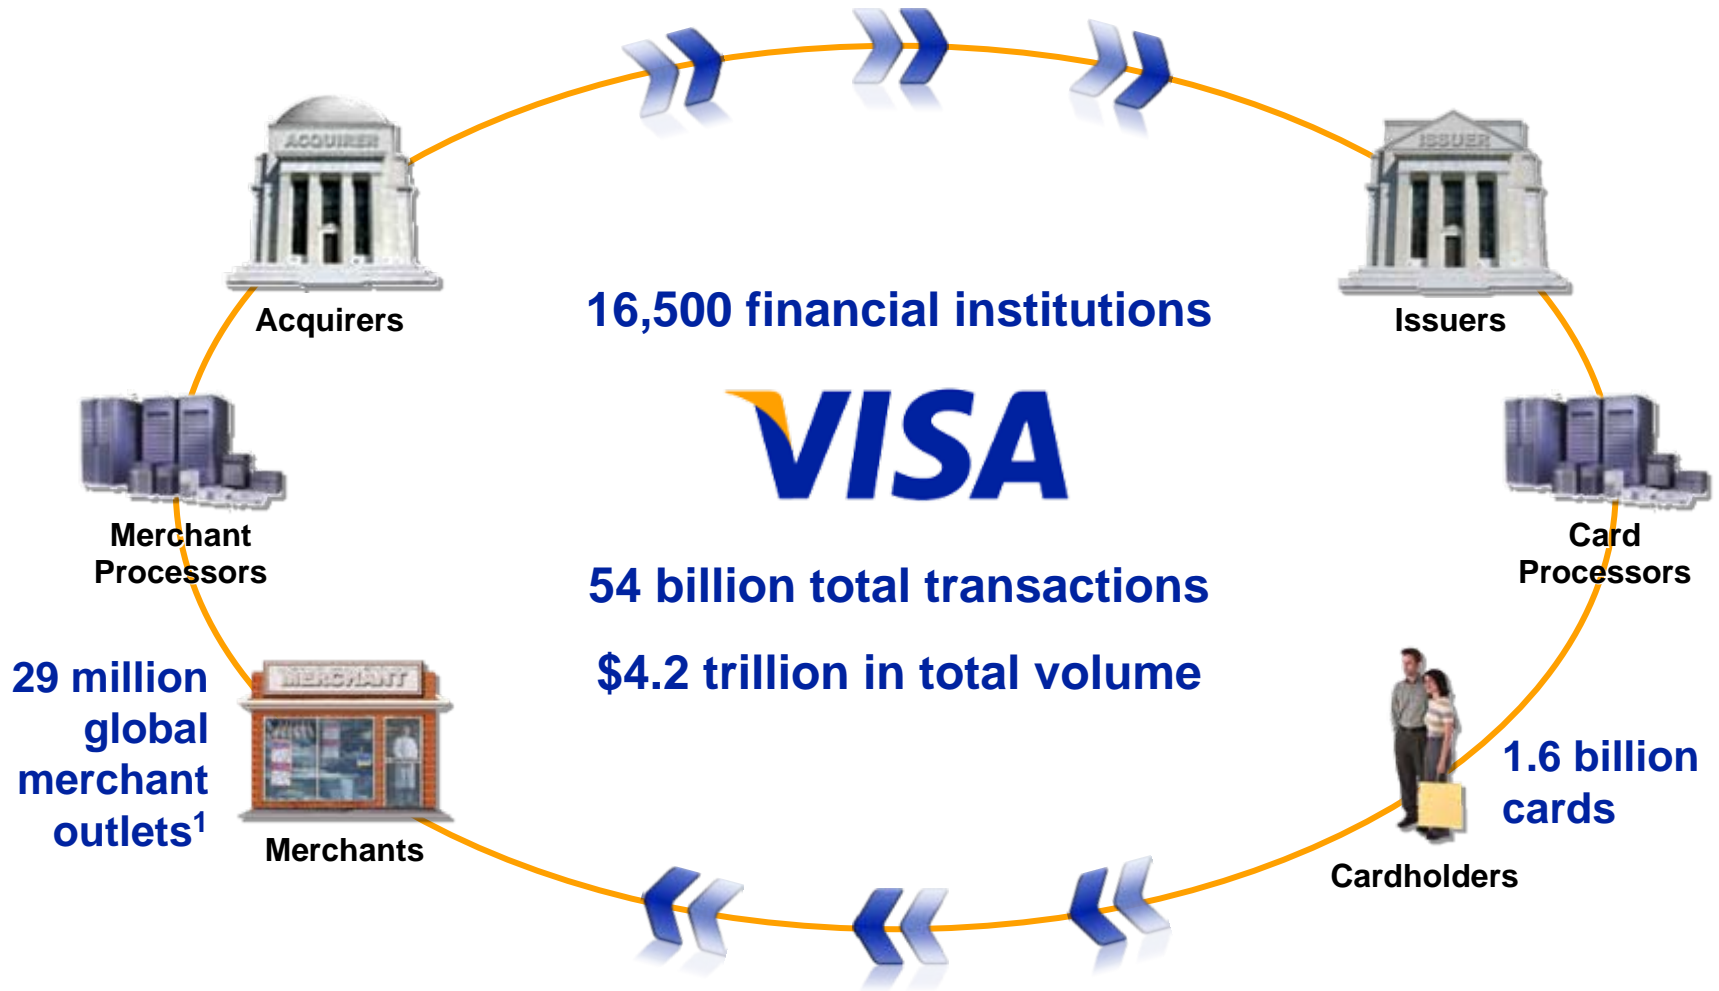 ACQUIRER
ISSUER
Acquirers
16,500 financial institutions
Issuers
VISA
Merchant
Processors
Card
Processors
54 billion total transactions
$4.2 trillion in total volume
29 million
global
merchant
outlets¹
MERCHANT
Merchants
1.6 billion
cards
Cardholders